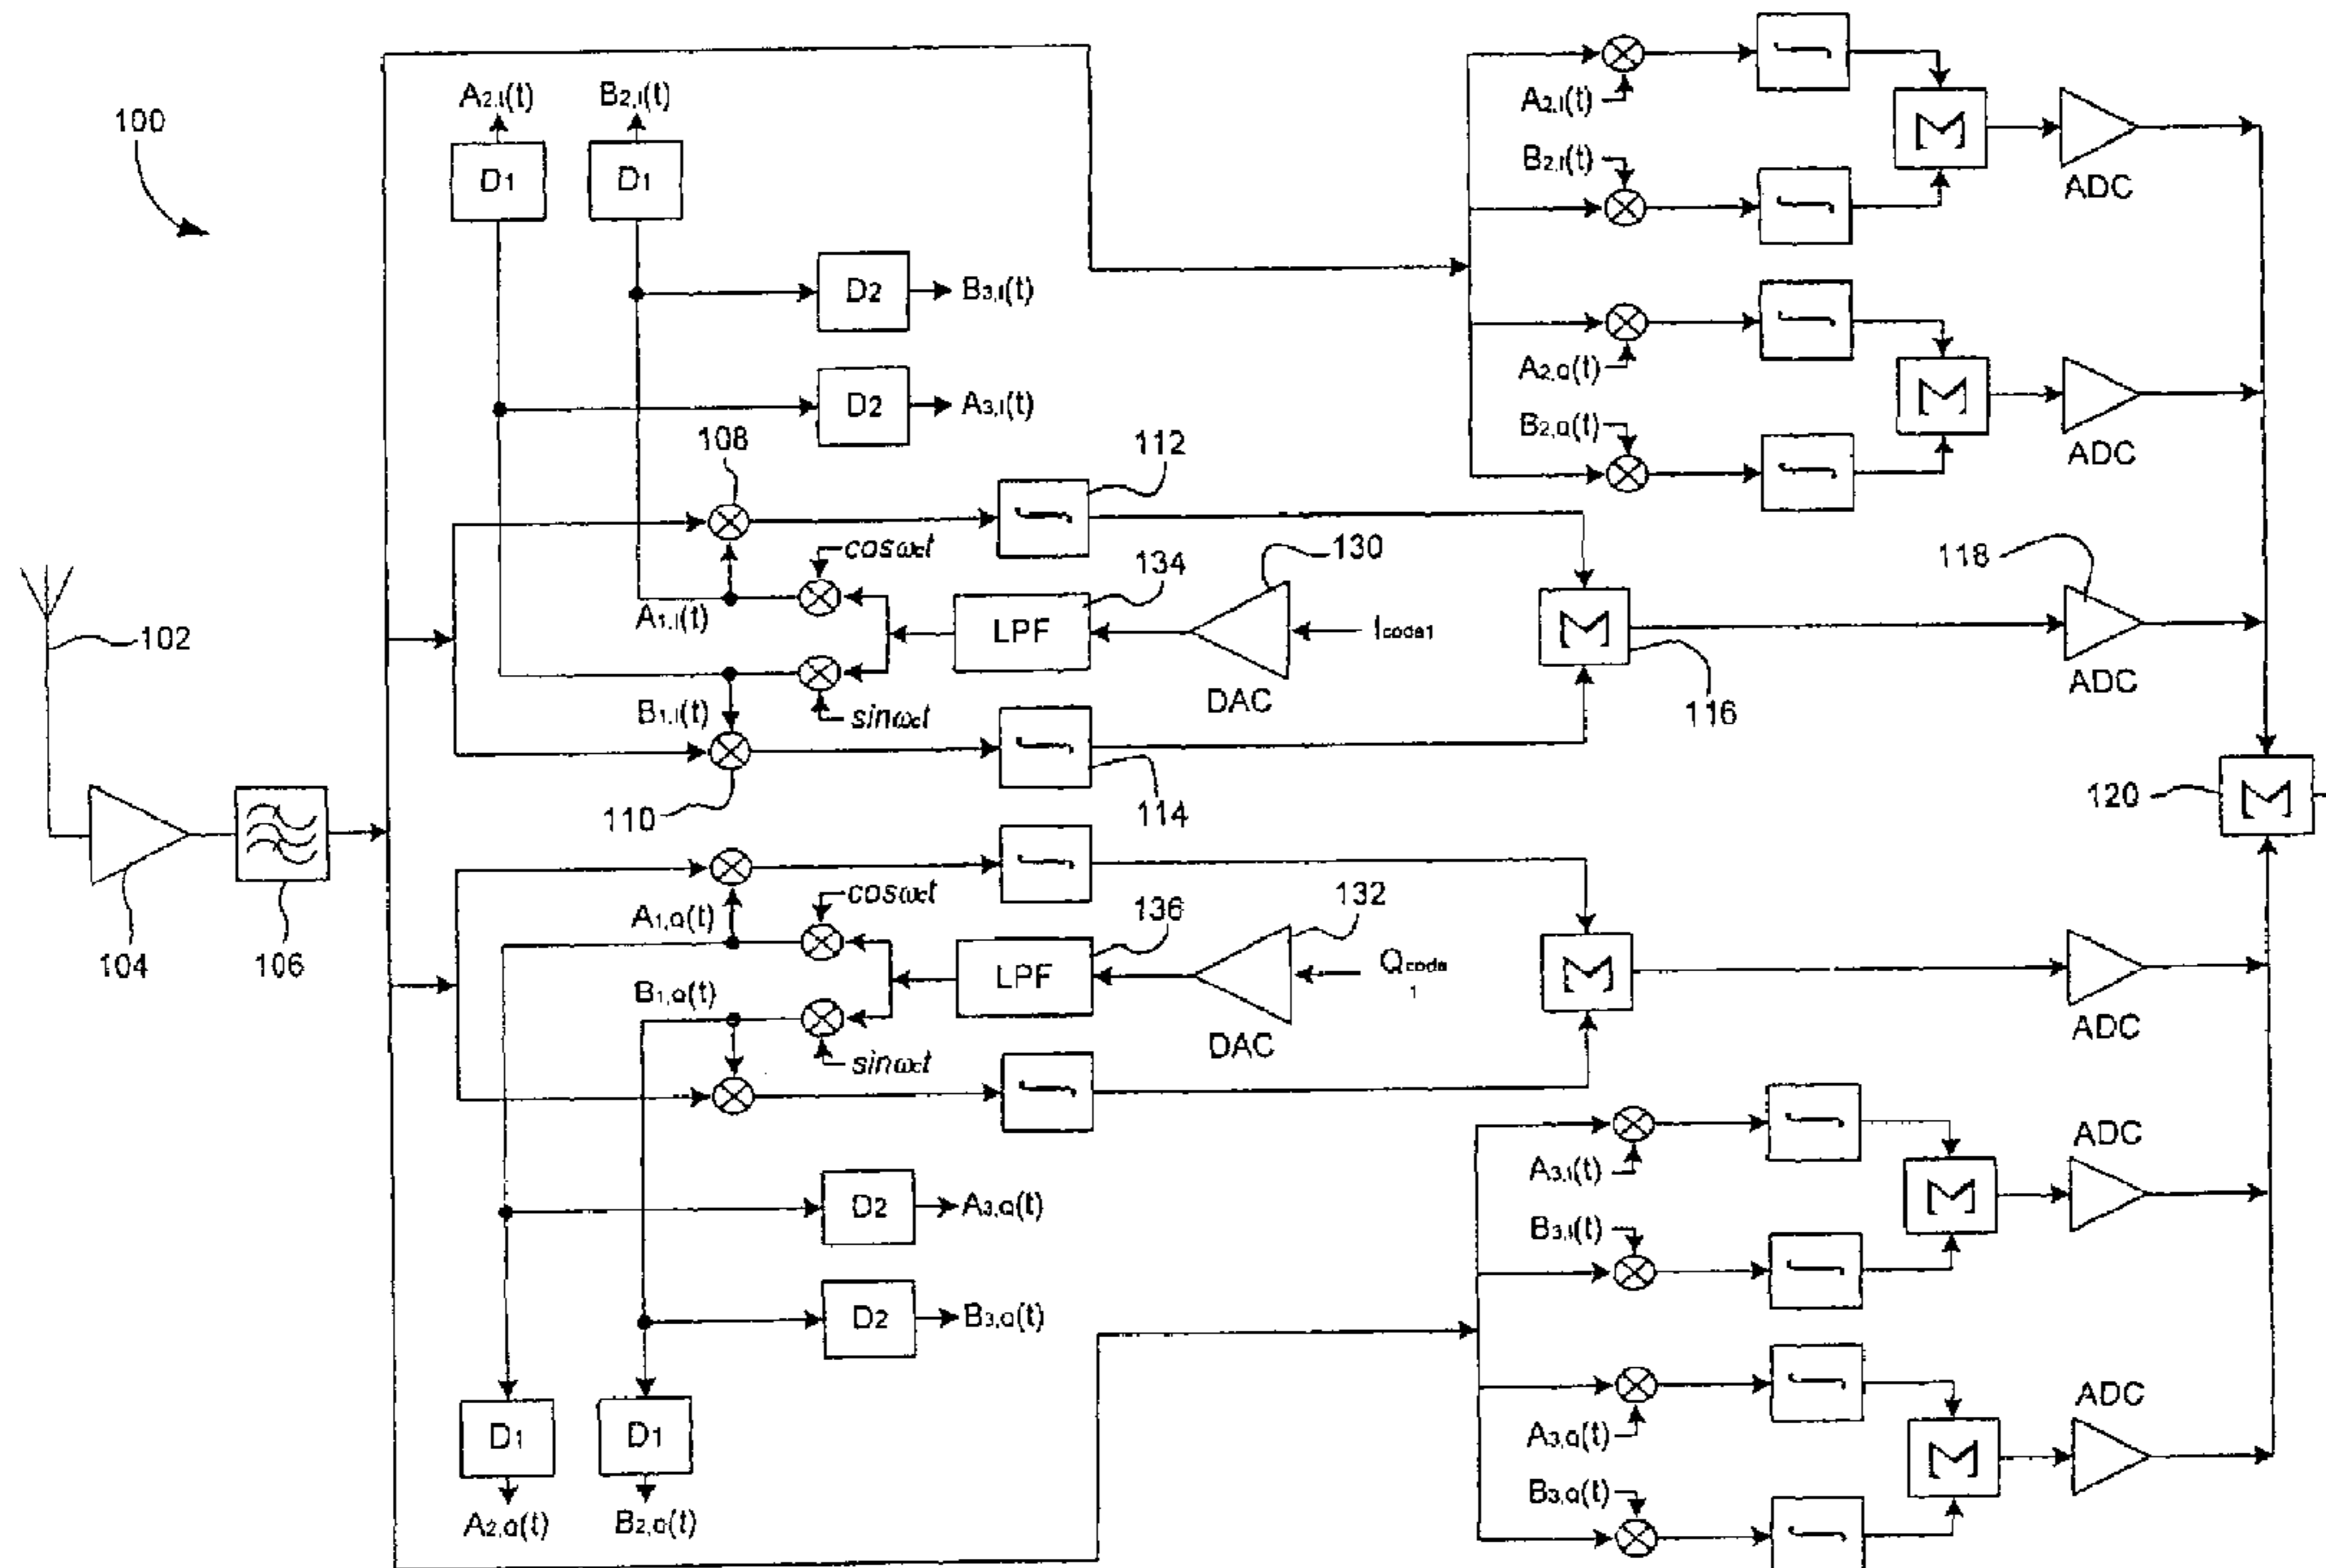 100
A2,I(t)
B2,I(t)
D1
D1
D2
B3,I(t)
D2
A3,I(t)
108
112
cosωct
A1,I(t)
134
LPF
130
Icode1
DAC
B1,I(t)
sinωct
110
114
116
118
ADC
102
104
106
A2,I(t)
B2,I(t)
ADC
A2,Q(t)
B2,Q(t)
ADC
120
cosωct
A1,Q(t)
136
LPF
132
Qcode
1
DAC
B1,Q(t)
sinωct
ADC
D2
A3,Q(t)
D2
B3,Q(t)
D1
D1
A2,Q(t)
B2,Q(t)
A3,I(t)
B3,I(t)
ADC
A3,Q(t)
B3,Q(t)
ADC